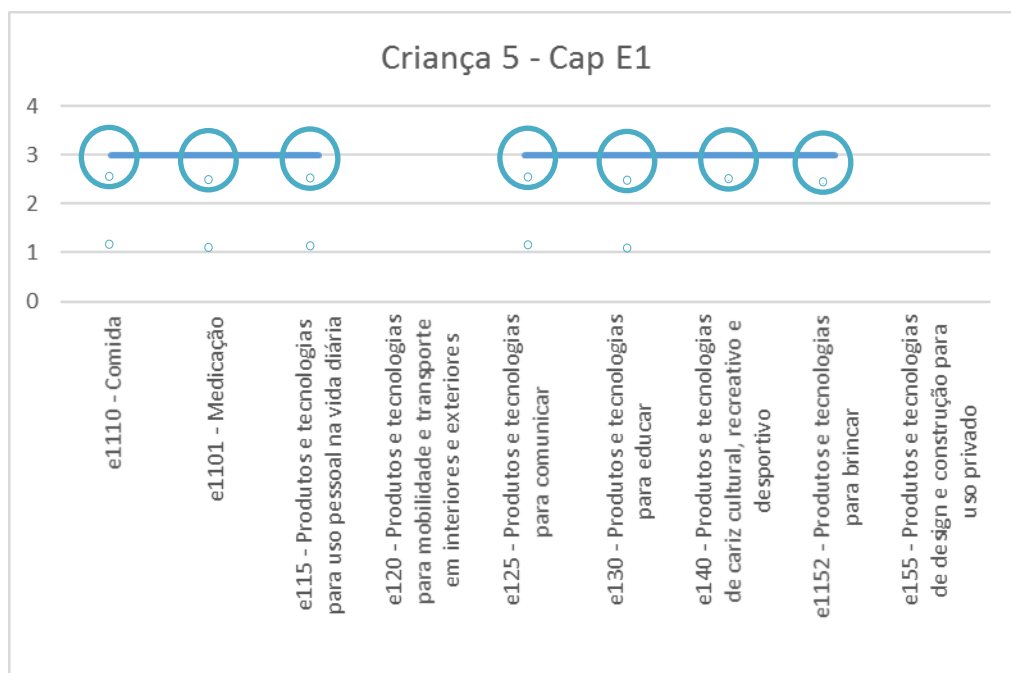 Criança 5 - Cap E1
4
3
2
1
0
e1110 - Comida
e1101 - Medicação
e115 - Produtos e tecnologias
para uso pessoal na vida diária
e120 - Produtos e tecnologias
para mobilidade e transporte
em interiores e exteriores
e125 - Produtos e tecnologias
para comunicar
e130 - Produtos e tecnologias
para educar
e140 - Produtos e tecnologias
de cariz cultural, recreativo e
desportivo
e1152 - Produtos e tecnologias
para brincar
e155 - Produtos e tecnologias
de design e construção para
uso privado